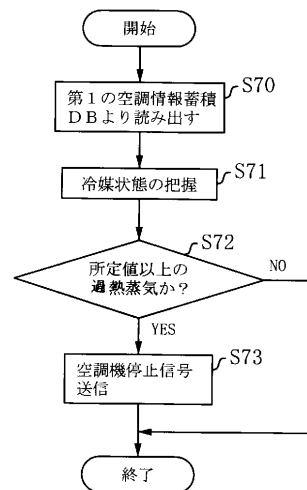 開始
S70
第１の空調情報蓄積
ＤＢより読み出す
S71
冷媒状態の把握
S72
所定値以上の
過熱蒸気か？
NO
YES
S73
空調機停止信号
送信
終了